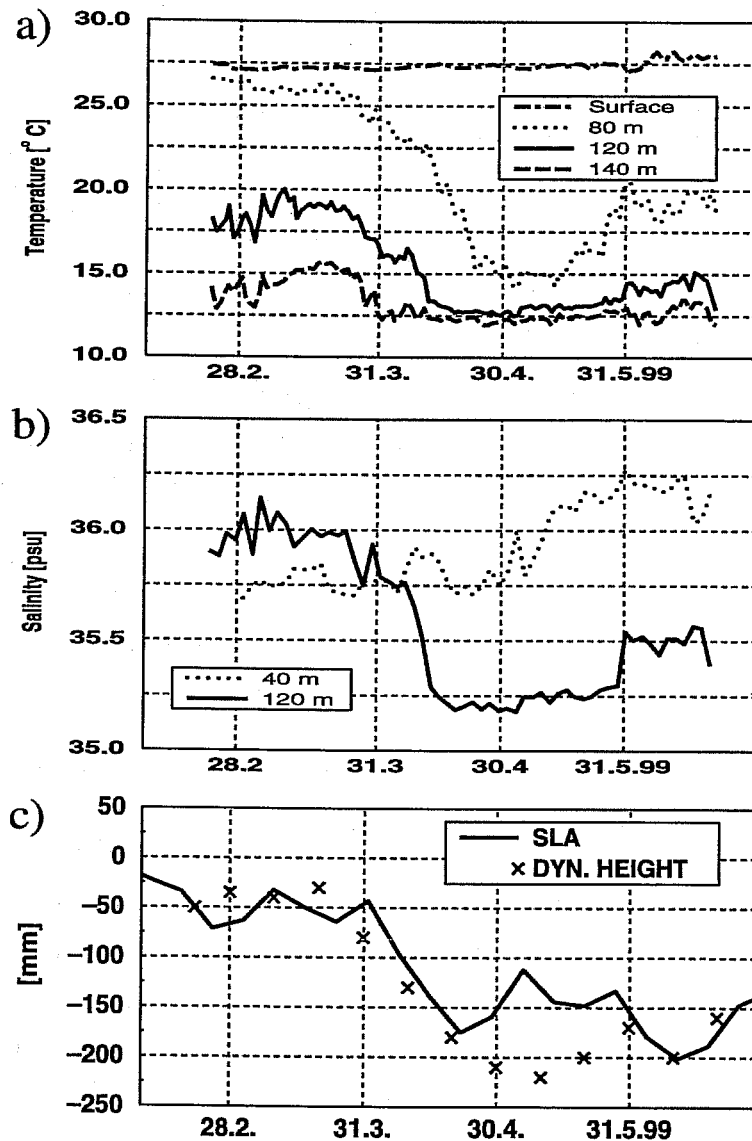 a)
30.0
25.0
20.0
15.0
10.0
Temperature [° C]
Surface
80 m
120 m
140 m
28.2. 31.3. 30.4. 31.5.99
b)
36.5
36.0
35.5
35.0
Salinity [psu]
40 m
120 m
28.2 31.3 30.4 31.5.99
c)
50
0
−50
−100
−150
−200
−250
[mm]
SLA
DYN. HEIGHT
28.2. 31.3. 30.4. 31.5.99